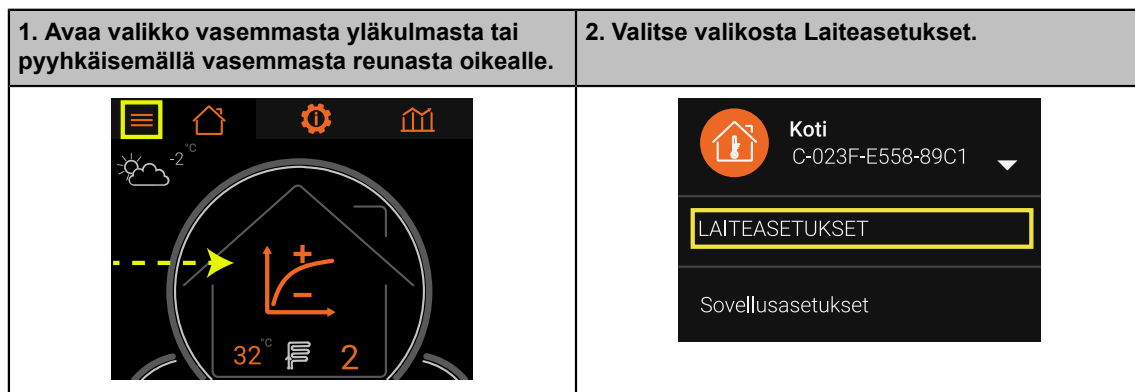 1. Avaa valikko vasemmasta yläkulmasta tai
pyyhkäisemällä vasemmasta reunasta oikealle.
2. Valitse valikosta Laiteasetukset.
-2 °C
+
−
32 °C 2
Koti
C-023F-E558-89C1
LAITEASETUKSET
Sovellusasetukset